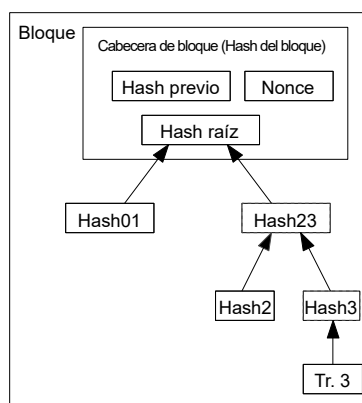 Bloque
Cabecera de bloque (Hash del bloque)
Hash previo
Nonce
Hash raíz
Hash01
Hash23
Hash2
Hash3
Tr. 3